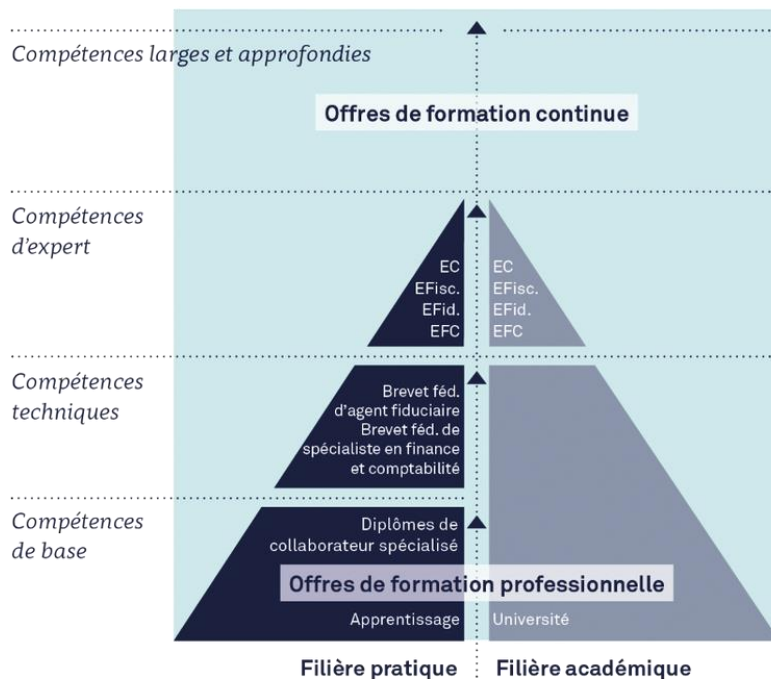 Compétences larges et approfondies
Offres de formation continue
Compétences
d'expert
EC
EFisc.
EFid.
EFC
EC
EFisc.
EFid.
EFC
Compétences
techniques
Brevet féd.
d'agent fiduciaire
Brevet féd. de
spécialiste en finance
et comptabilité
Compétences
de base
Diplômes de
collaborateur spécialisé
Offres de formation professionnelle
Apprentissage
Université
Filière pratique
Filière académique